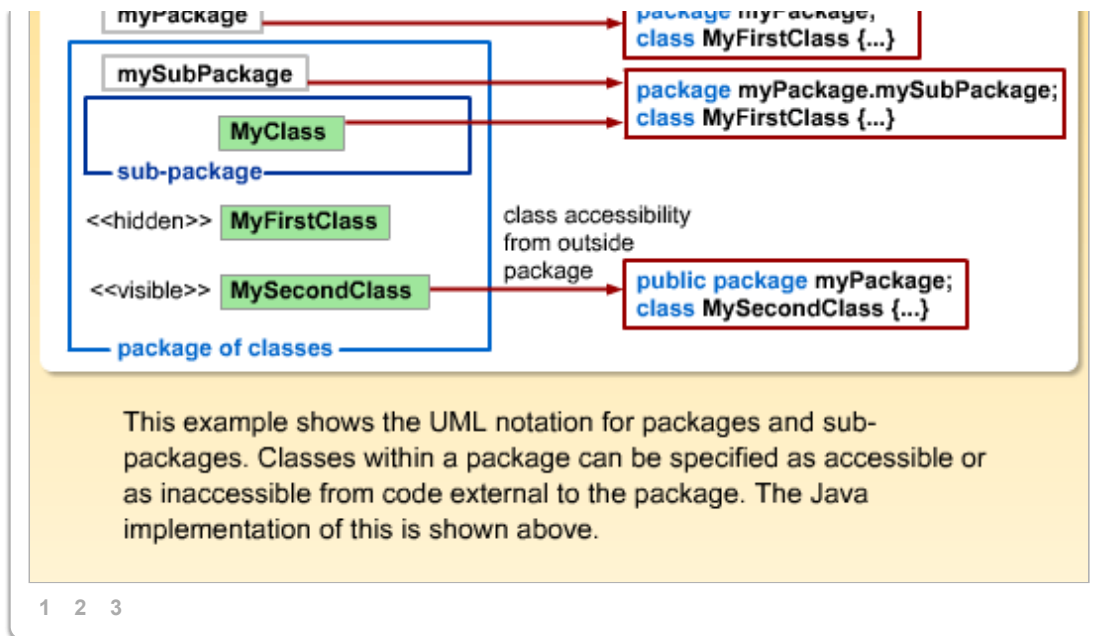 myPackage
package myPackage;
class MyFirstClass {...}
mySubPackage
package myPackage.mySubPackage;
class MyFirstClass {...}
MyClass
sub-package
<<hidden>> MyFirstClass
class accessibility
from outside
package
<<visible>> MySecondClass
public package myPackage;
class MySecondClass {...}
package of classes
This example shows the UML notation for packages and sub-
packages. Classes within a package can be specified as accessible or
as inaccessible from code external to the package. The Java
implementation of this is shown above.
1 2 3